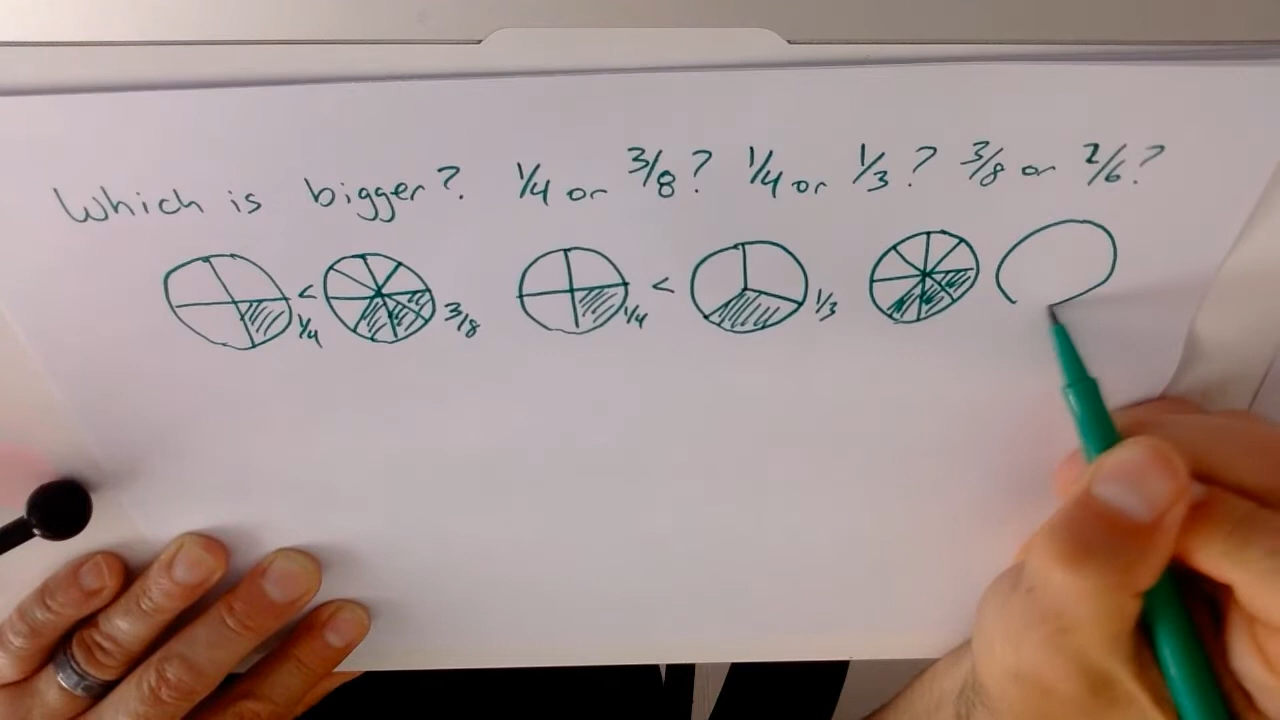 Which is bigger? 1/4 or 3/8? 1/4 or 1/3? 3/8 or 2/6?
< 1/4 3/8 < 1/4 1/3